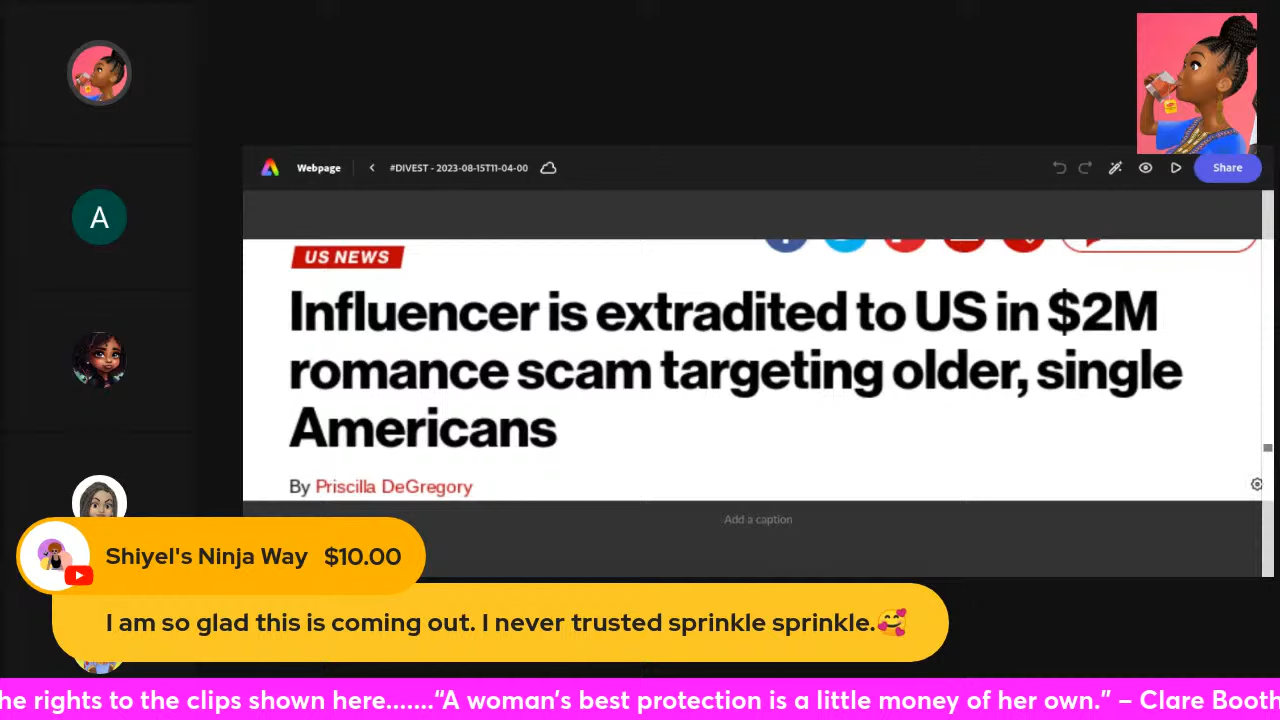 Webpage
#DIVEST - 2023-08-15T11-04-00
Share
A
US NEWS
Influencer is extradited to US in $2M
romance scam targeting older, single
Americans
By Priscilla DeGregory
Add a caption
Shiyel's Ninja Way $10.00
I am so glad this is coming out. I never trusted sprinkle sprinkle.🥰
he rights to the clips shown here.......“A woman's best protection is a little money of her own.” – Clare Booth